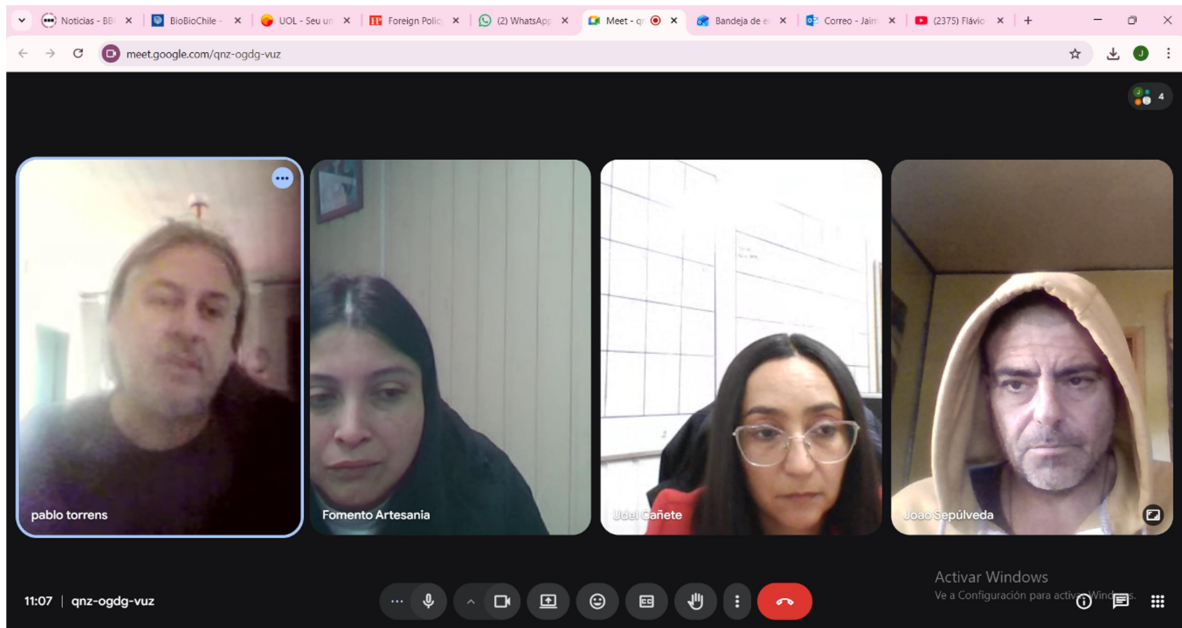 Noticias - BB
BioBioChile -
UOL - Seu un
Foreign Polic
(2) WhatsApp
Meet - q
Bandeja de e
Correo - Jaim
(2375) Flávio
meet.google.com/qnz-ogdg-vuz
J
J
4
pablo torrens
Fomento Artesania
Udel Cañete
Joao Sepúlveda
Activar Windows
Ve a Configuración para activar Windows.
11:07 | qnz-ogdg-vuz